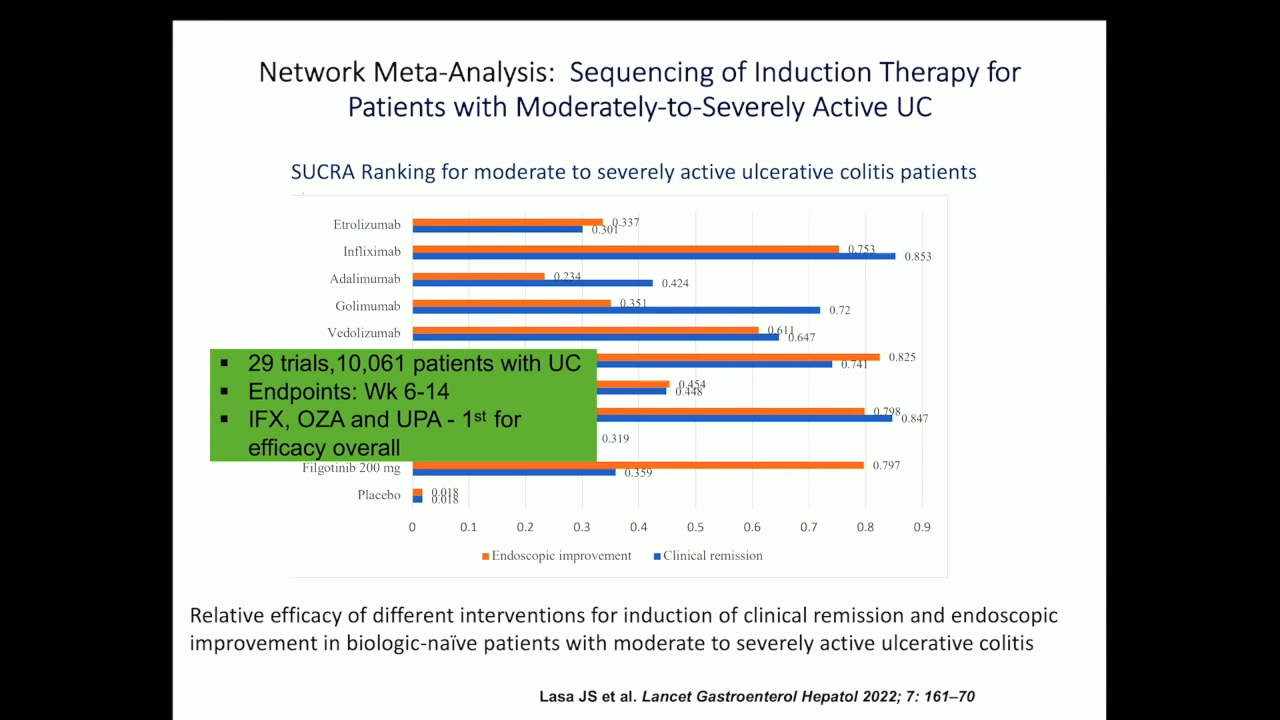 Network Meta-Analysis: Sequencing of Induction Therapy for
Patients with Moderately-to-Severely Active UC
SUCRA Ranking for moderate to severely active ulcerative colitis patients
Etrolizumab 0.337
0.301
Infliximab 0.753
0.853
Adalimumab 0.234
0.424
Golimumab 0.351
0.72
Vedolizumab 0.611
0.647
▪ 29 trials,10,061 patients with UC
▪ Endpoints: Wk 6-14
▪ IFX, OZA and UPA - 1st for
efficacy overall
0.825
0.741
0.454
0.448
0.798
0.847
0.319
Filgotinib 200 mg 0.797
0.359
Placebo 0.018
0.018
0 0.1 0.2 0.3 0.4 0.5 0.6 0.7 0.8 0.9
Endoscopic improvement Clinical remission
Relative efficacy of different interventions for induction of clinical remission and endoscopic
improvement in biologic-naïve patients with moderate to severely active ulcerative colitis
Lasa JS et al. Lancet Gastroenterol Hepatol 2022; 7: 161–70